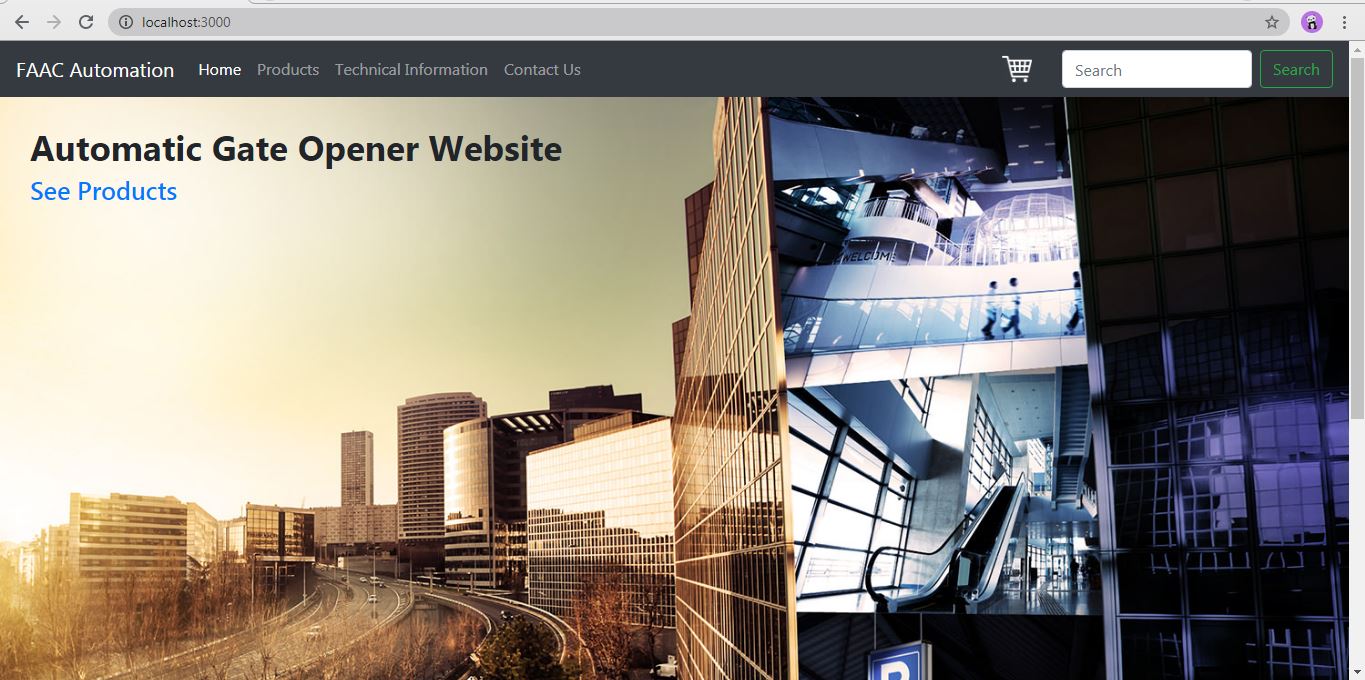 localhost:3000
FAAC Automation Home Products Technical Information Contact Us Search Search
Automatic Gate Opener Website
See Products
WELCOME
P